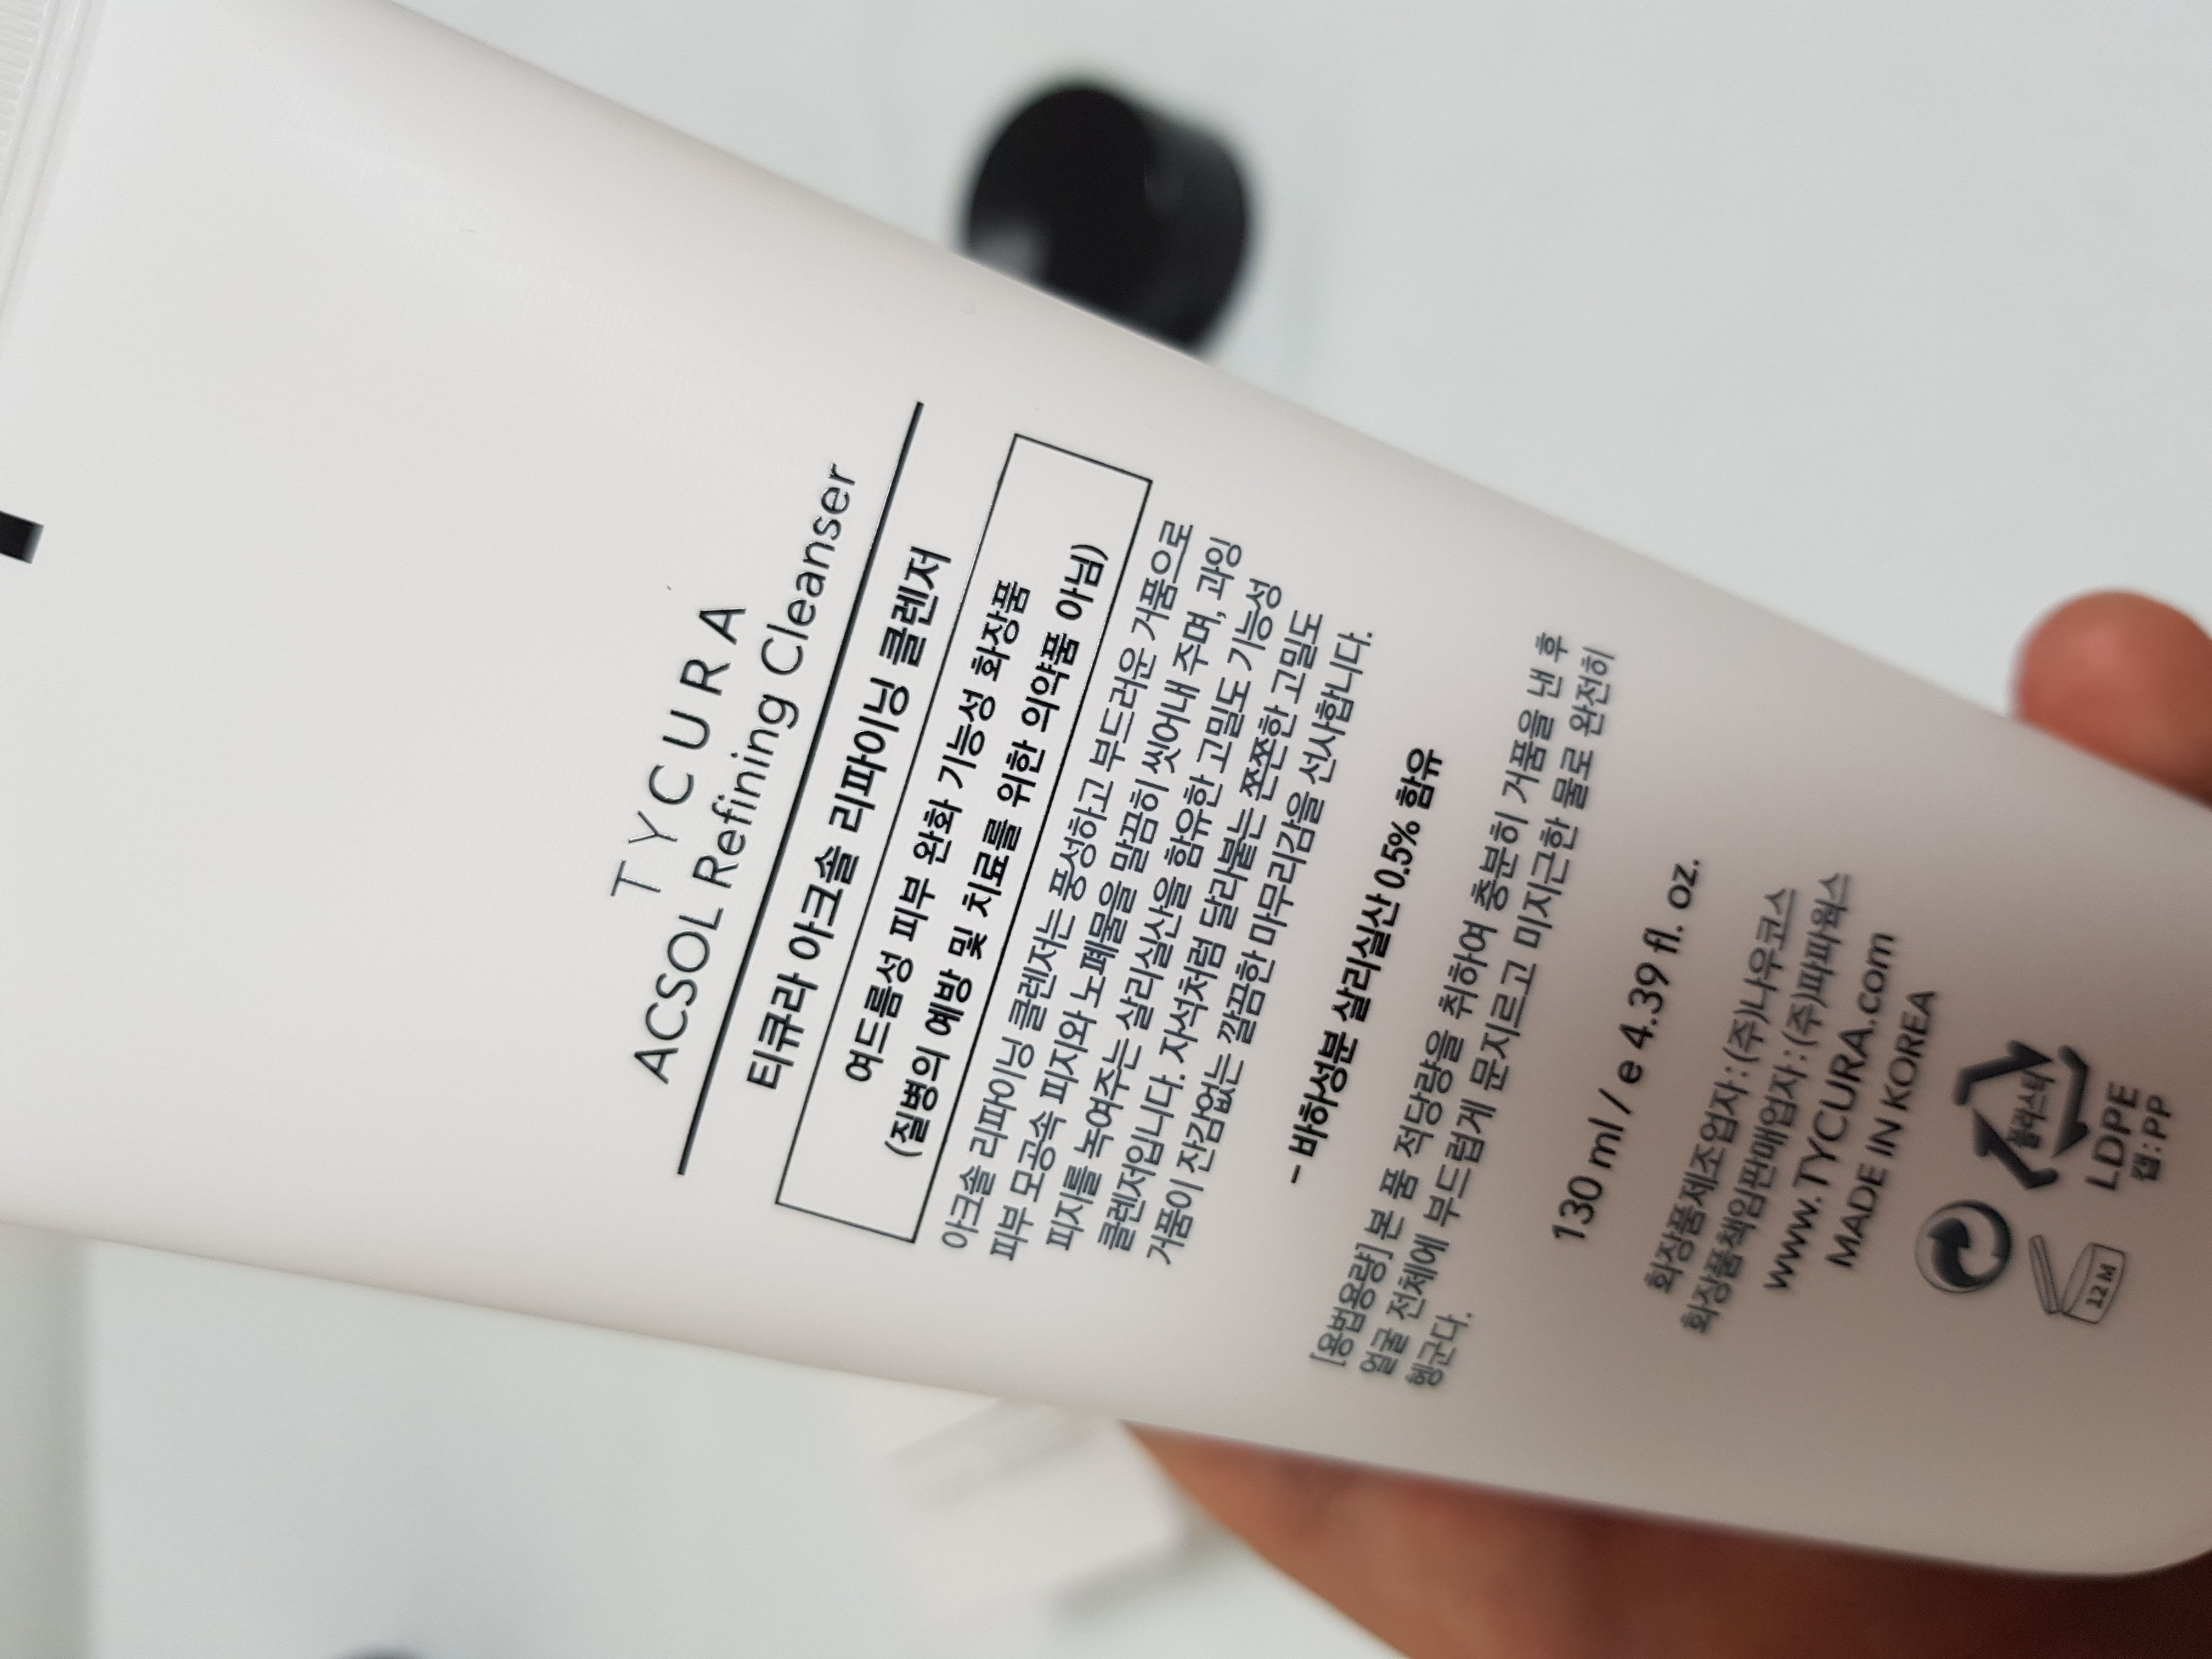 TYCURA
ACSOL Refining Cleanser
티큐라 아크솔 리파이닝 클렌저
여드름성 피부 완화 기능성 화장품
(질병의 예방 및 치료를 위한 의약품 아님)
아크솔 리파이닝 클렌저는 풍성하고 부드러운 거품으로
피부 모공속 피지와 노폐물을 말끔히 씻어내 주며, 과잉
피지를 녹여주는 살리실산을 함유한 고밀도 기능성
클렌저입니다. 자석처럼 달라붙는 쫀쫀한 고밀도
거품이 잔감없는 깔끔한 마무리감을 선사합니다.
- 바하성분 살리실산 0.5% 함유
[용법용량] 본 품 적당량을 취하여 충분히 거품을 낸 후
얼굴 전체에 부드럽게 문지르고 미지근한 물로 완전히
헹군다.
130 ml / e 4.39 fl. oz.
화장품제조업자 : (주)나우코스
화장품책임판매업자 : (주)파파웍스
www.TYCURA.com
MADE IN KOREA
플라스틱
LDPE
캡:PP
12M